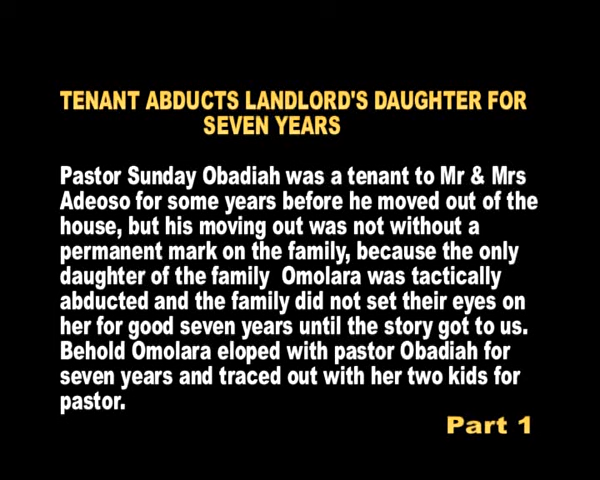 TENANT ABDUCTS LANDLORD'S DAUGHTER FOR
SEVEN YEARS
Pastor Sunday Obadiah was a tenant to Mr & Mrs
Adeoso for some years before he moved out of the
house, but his moving out was not without a
permanent mark on the family, because the only
daughter of the family Omolara was tactically
abducted and the family did not set their eyes on
her for good seven years until the story got to us.
Behold Omolara eloped with pastor Obadiah for
seven years and traced out with her two kids for
pastor.
Part 1